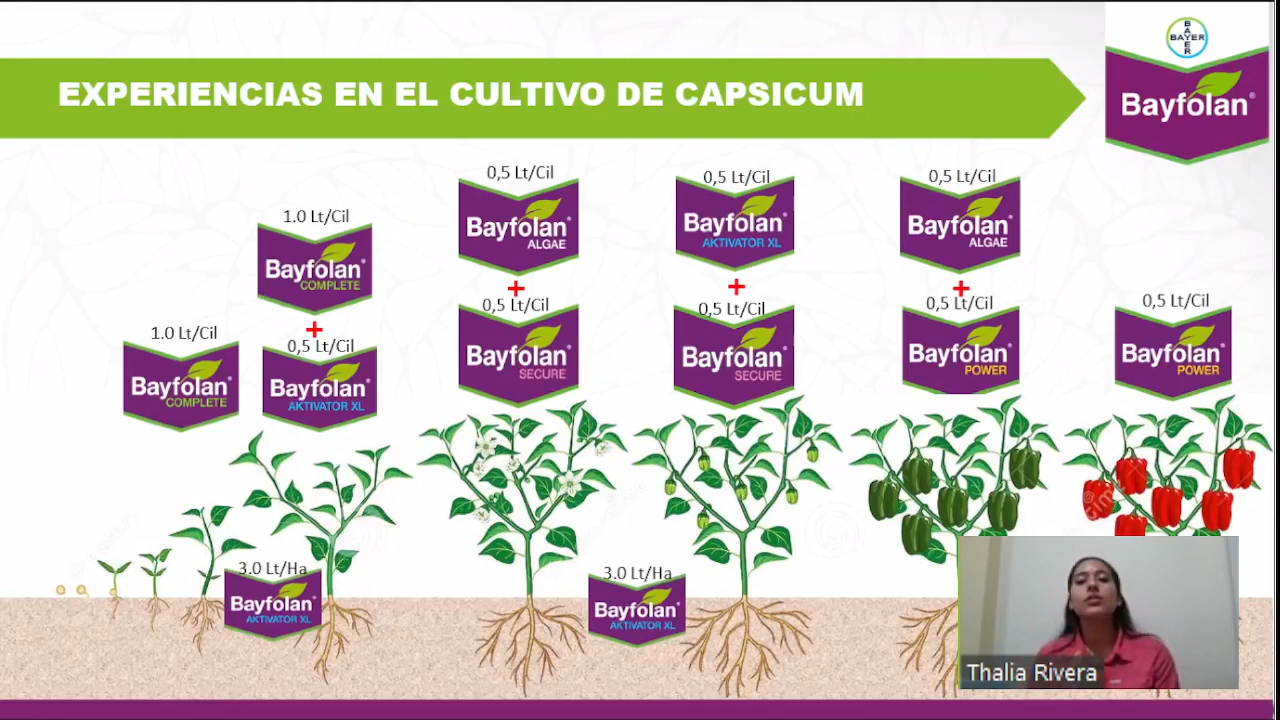 BAYER
BAYER
EXPERIENCIAS EN EL CULTIVO DE CAPSICUM
Bayfolan®
1.0 Lt/Cil
Bayfolan®
COMPLETE
1.0 Lt/Cil
Bayfolan®
COMPLETE
+
0,5 Lt/Cil
Bayfolan®
AKTIVATOR XL
0,5 Lt/Cil
Bayfolan®
ALGAE
+
0,5 Lt/Cil
Bayfolan®
SECURE
0,5 Lt/Cil
Bayfolan®
AKTIVATOR XL
+
0,5 Lt/Cil
Bayfolan®
SECURE
0,5 Lt/Cil
Bayfolan®
ALGAE
+
0,5 Lt/Cil
Bayfolan®
POWER
0,5 Lt/Cil
Bayfolan®
POWER
3.0 Lt/Ha
Bayfolan®
AKTIVATOR XL
3.0 Lt/Ha
Bayfolan®
AKTIVATOR XL
Thalia Rivera